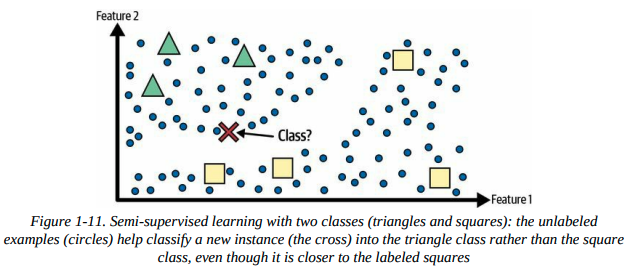 Feature 2
Class?
Feature 1
Figure 1-11. Semi-supervised learning with two classes (triangles and squares): the unlabeled
examples (circles) help classify a new instance (the cross) into the triangle class rather than the square
class, even though it is closer to the labeled squares